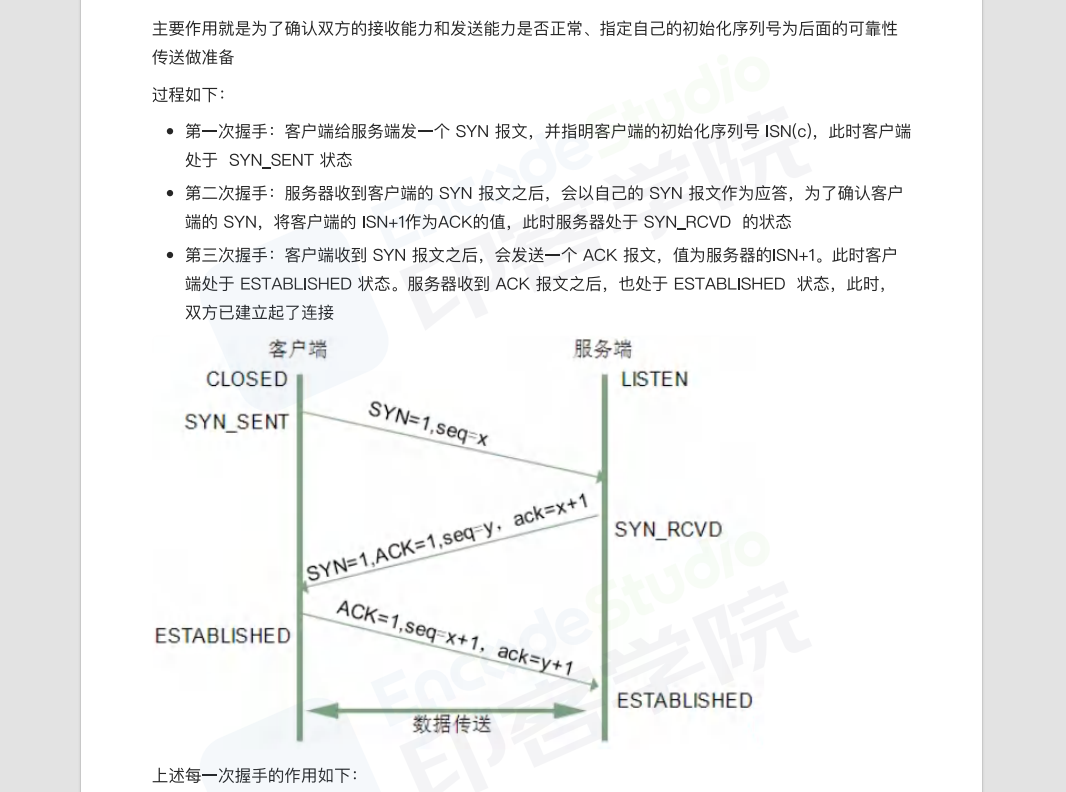 主要作用就是为了确认双方的接收能力和发送能力是否正常、指定自己的初始化序列号为后面的可靠性
传送做准备
过程如下：
第一次握手：客户端给服务端发一个 SYN 报文，并指明客户端的初始化序列号 ISN(c)，此时客户端
处于 SYN_SENT 状态
第二次握手：服务器收到客户端的 SYN 报文之后，会以自己的 SYN 报文作为应答，为了确认客户
端的 SYN，将客户端的 ISN+1作为ACK的值，此时服务器处于 SYN_RCVD 的状态
第三次握手：客户端收到 SYN 报文之后，会发送一个 ACK 报文，值为服务器的ISN+1。此时客户
端处于 ESTABLISHED 状态。服务器收到 ACK 报文之后，也处于 ESTABLISHED 状态，此时，
双方已建立起了连接
客户端 服务端
CLOSED LISTEN
SYN_SENT
SYN=1,seq=x
SYN=1,ACK=1,seq=y，ack=x+1
SYN_RCVD
ACK=1,seq=x+1，ack=y+1
ESTABLISHED
ESTABLISHED
数据传送
上述每一次握手的作用如下：
EncodeStudio
印客学院
EncodeStudio
印客学院